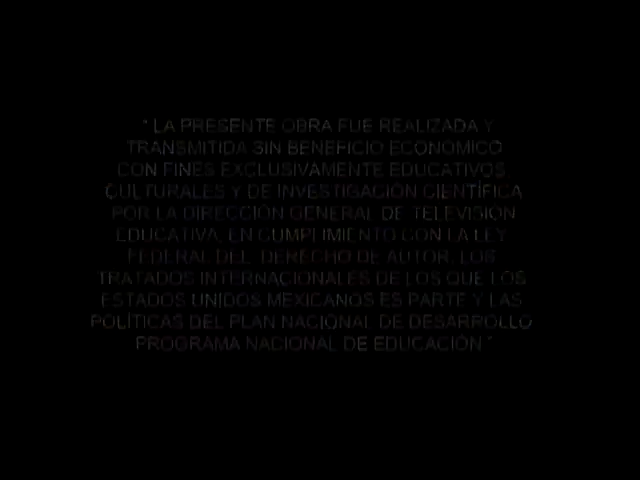 " LA PRESENTE OBRA FUE REALIZADA Y
TRANSMITIDA SIN BENEFICIO ECONÓMICO
CON FINES EXCLUSIVAMENTE EDUCATIVOS
CULTURALES Y DE INVESTIGACIÓN CIENTÍFICA
POR LA DIRECCIÓN GENERAL DE TELEVISIÓN
EDUCATIVA, EN CUMPLIMIENTO CON LA LEY
FEDERAL DEL DERECHO DE AUTOR, LOS
TRATADOS INTERNACIONALES DE LOS QUE LOS
ESTADOS UNIDOS MEXICANOS ES PARTE Y LAS
POLÍTICAS DEL PLAN NACIONAL DE DESARROLLO
PROGRAMA NACIONAL DE EDUCACIÓN "